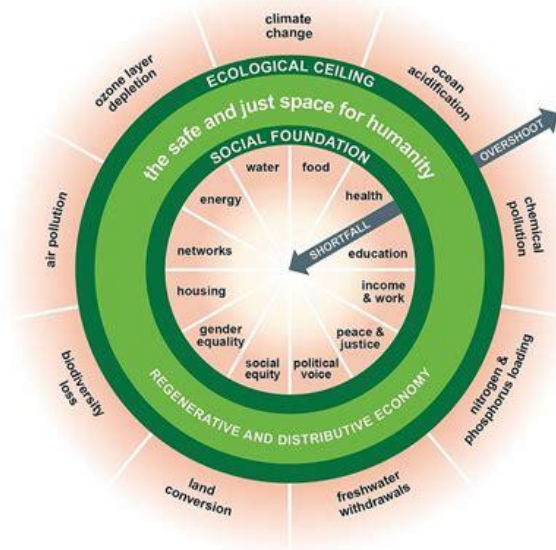 climate
change
ocean
acidification
chemical
pollution
nitrogen &
phosphorus loading
freshwater
withdrawals
land
conversion
biodiversity
loss
air pollution
ozone layer
depletion
ECOLOGICAL CEILING
the safe and just space for humanity
SOCIAL FOUNDATION
OVERSHOOT
SHORTFALL
water
food
health
education
income
& work
peace &
justice
political
voice
social
equity
gender
equality
housing
networks
energy
REGENERATIVE AND DISTRIBUTIVE ECONOMY